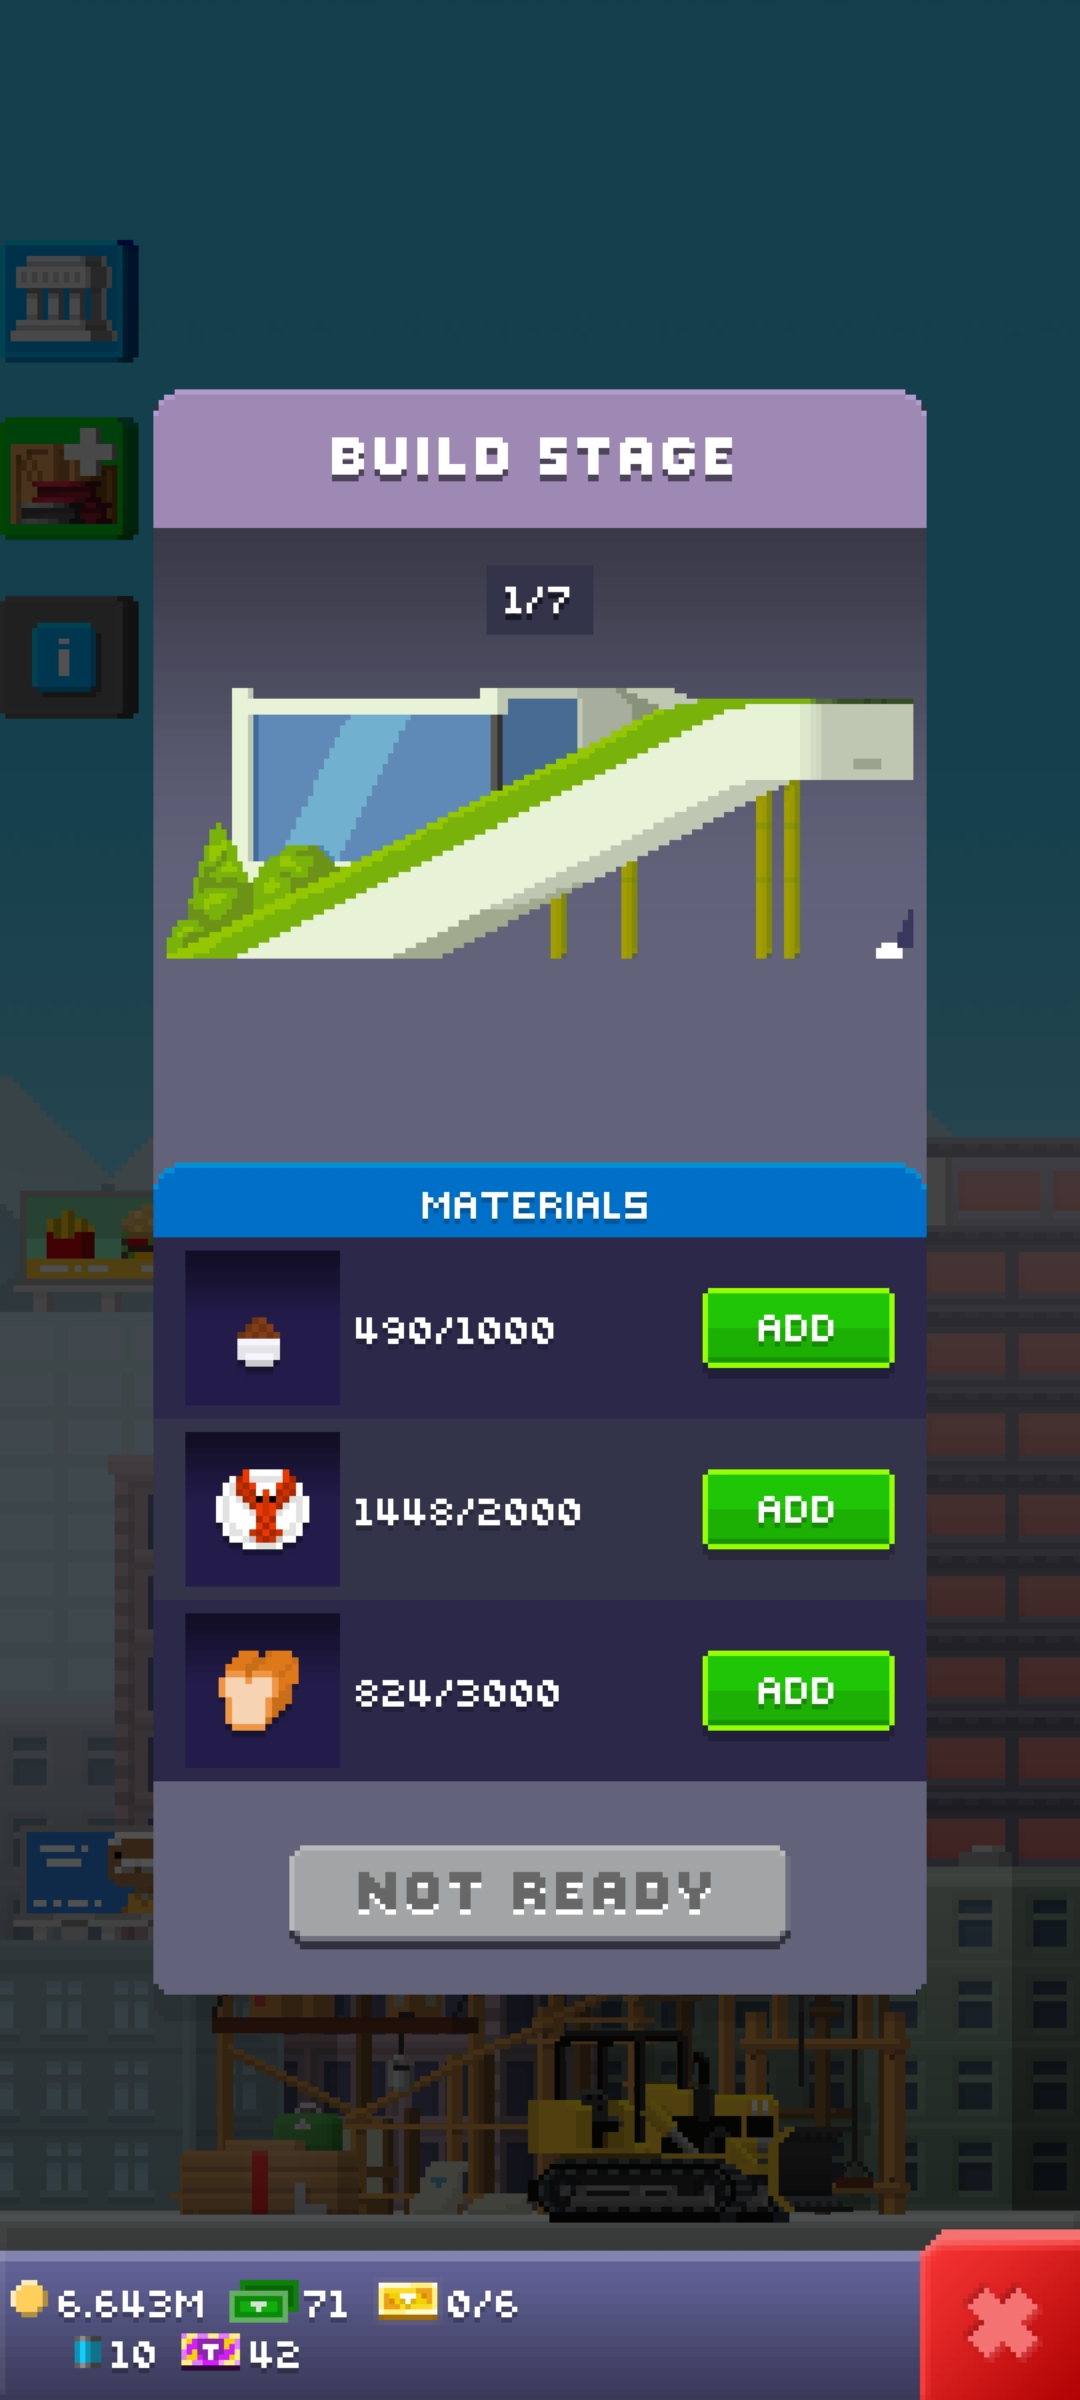 BUILD STAGE
1/7
MATERIALS
490/1000
ADD
1448/2000
ADD
824/3000
ADD
NOT READY
6.643M 71 0/6
10 42